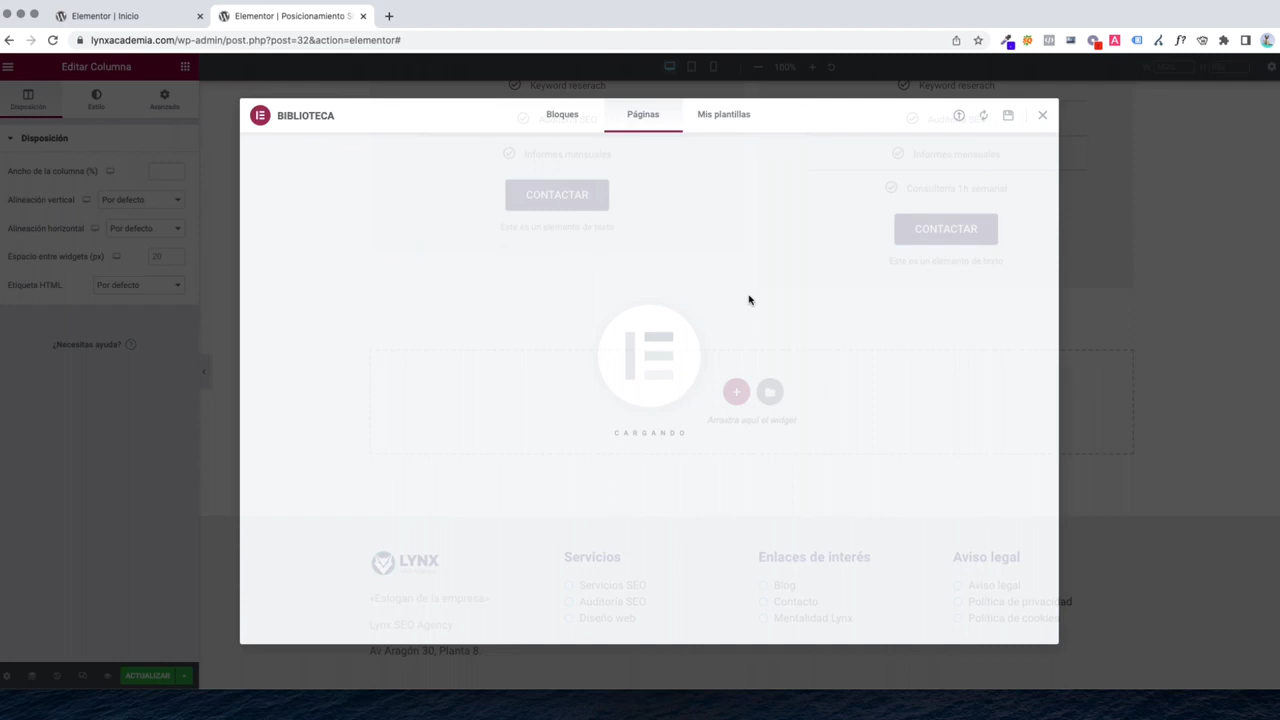 Elementor | Inicio
Elementor | Posicionamiento S
lynxacademia.com/wp-admin/post.php?post=32&action=elementor#
Editar Columna
100%
Disposición
Estilo
Avanzado
Disposición
Ancho de la columna (%)
Alineación vertical
Por defecto
Alineación horizontal
Por defecto
Espacio entre widgets (px)
20
Etiqueta HTML
Por defecto
¿Necesitas ayuda?
ACTUALIZAR
Keyword reserach
Keyword reserach
BIBLIOTECA
Bloques
Páginas
Mis plantillas
Informes mensuales
Informes mensuales
Consultoría 1h semanal
CONTACTAR
CONTACTAR
Este es un elemento de texto
Este es un elemento de texto
CARGANDO
Arrastra aquí el widget
LYNX
Servicios
Enlaces de interés
Aviso legal
Servicios SEO
Blog
Aviso legal
«Eslogan de la empresa»
Auditoría SEO
Contacto
Política de privacidad
Lynx SEO Agency
Diseño web
Mentalidad Lynx
Política de cookies
Av Aragón 30, Planta 8